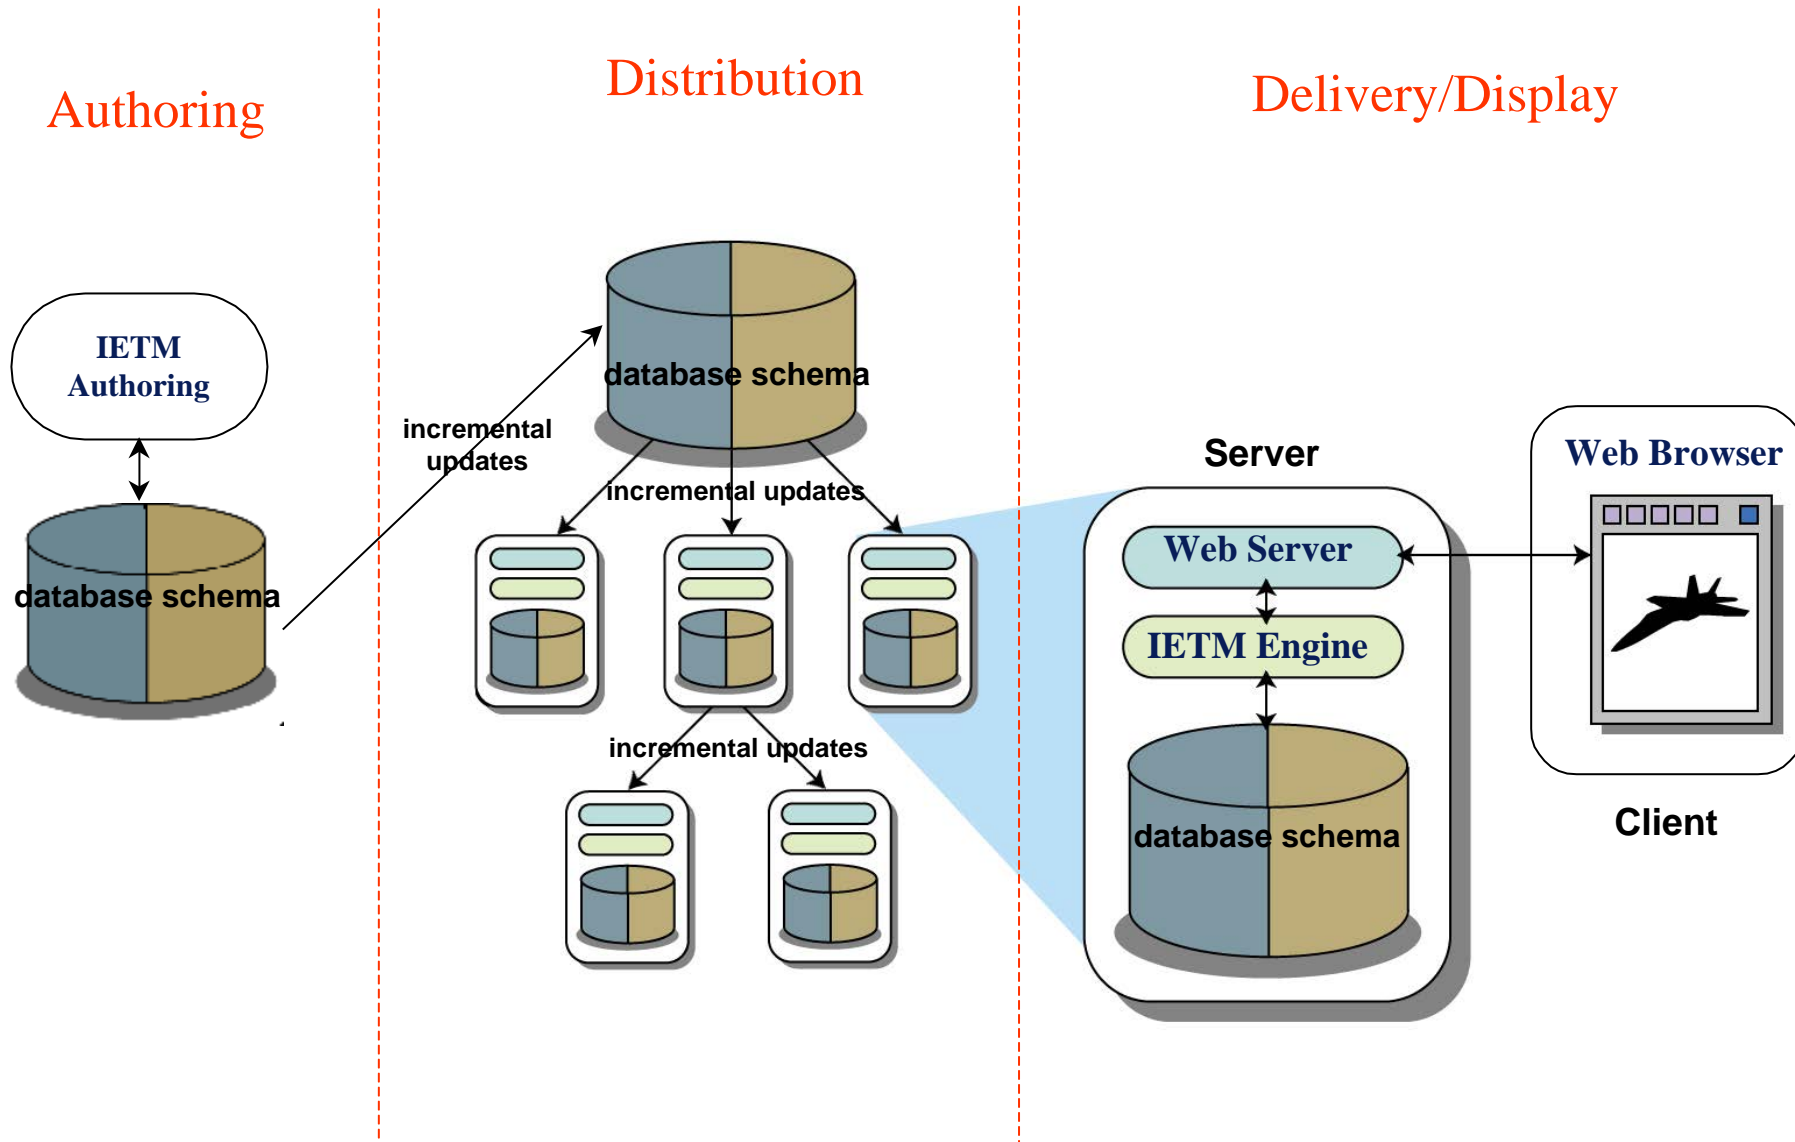 Authoring
Distribution
Delivery/Display
IETM
Authoring
database schema
incremental
updates
database schema
incremental updates
incremental updates
Server
Web Server
IETM Engine
database schema
Web Browser
Client